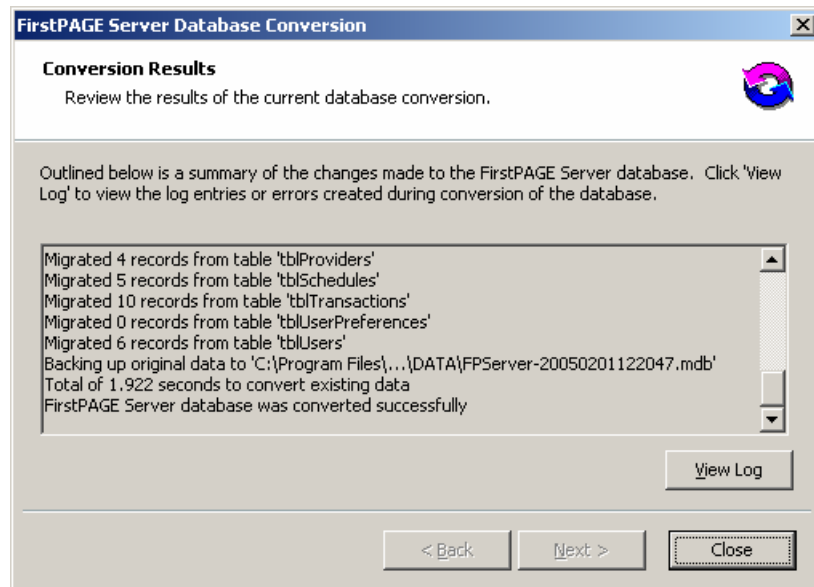 FirstPAGE Server Database Conversion
Conversion Results
Review the results of the current database conversion.
Outlined below is a summary of the changes made to the FirstPAGE Server database.  Click 'View
Log' to view the log entries or errors created during conversion of the database.
Migrated 4 records from table 'tblProviders'
Migrated 5 records from table 'tblSchedules'
Migrated 10 records from table 'tblTransactions'
Migrated 0 records from table 'tblUserPreferences'
Migrated 6 records from table 'tblUsers'
Backing up original data to 'C:\Program Files\...\DATA\FPServer-20050201122047.mdb'
Total of 1.922 seconds to convert existing data
FirstPAGE Server database was converted successfully
View Log
< Back
Next >
Close